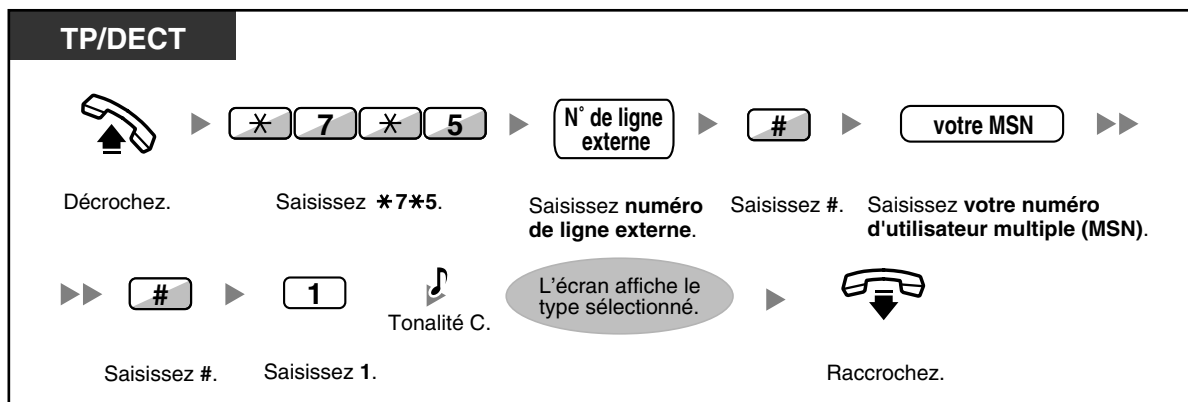 TP/DECT
✳ 7 ✳ 5
N° de ligne
externe
#
votre MSN
Décrochez.
Saisissez ✳7✳5.
Saisissez numéro
de ligne externe.
Saisissez #.
Saisissez votre numéro
d'utilisateur multiple (MSN).
#
1
Tonalité C.
L'écran affiche le
type sélectionné.
Saisissez #.
Saisissez 1.
Raccrochez.